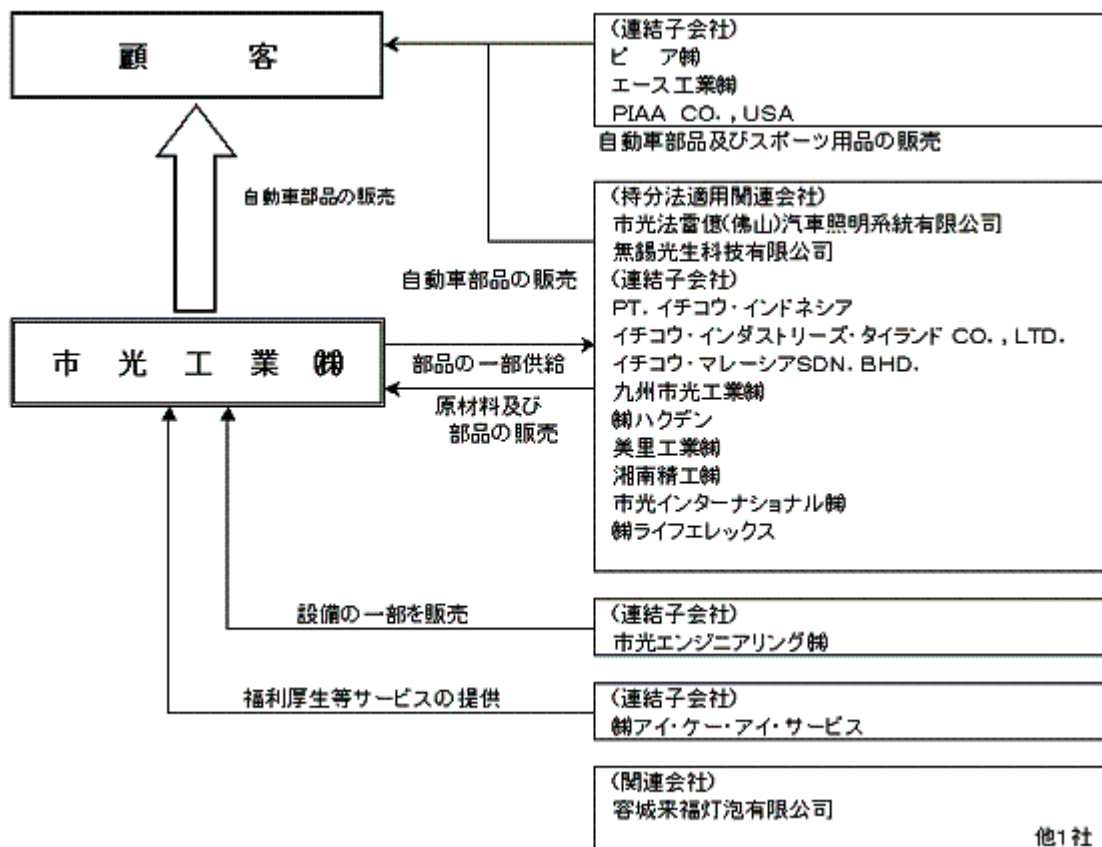 顧客
(連結子会社)
ピア㈱
エース工業㈱
PIAA CO., USA
自動車部品及びスポーツ用品の販売
自動車部品の販売
(持分法適用関連会社)
市光法雷億(佛山)汽車照明系統有限公司
無錫光生科技有限公司
(連結子会社)
PT. イチコウ・インドネシア
イチコウ・インダストリーズ・タイランド CO., LTD.
イチコウ・マレーシアSDN. BHD.
九州市光工業㈱
㈱ハクデン
美里工業㈱
湘南精工㈱
市光インターナショナル㈱
㈱ライフエレックス
自動車部品の販売
市光工業㈱
部品の一部供給
原材料及び
部品の販売
設備の一部を販売
(連結子会社)
市光エンジニアリング㈱
福利厚生等サービスの提供
(連結子会社)
㈱アイ・ケー・アイ・サービス
(関連会社)
容城来福灯泡有限公司
他1社